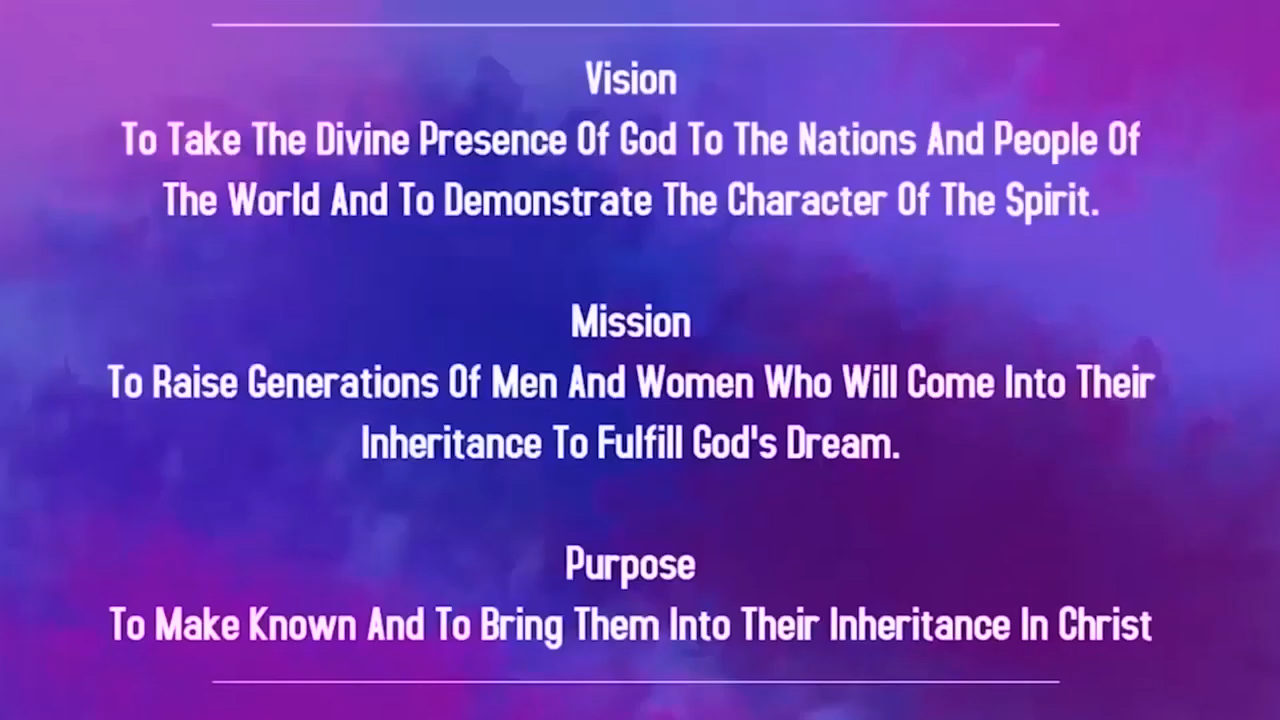 Vision
To Take The Divine Presence Of God To The Nations And People Of
The World And To Demonstrate The Character Of The Spirit.
Mission
To Raise Generations Of Men And Women Who Will Come Into Their
Inheritance To Fulfill God's Dream.
Purpose
To Make Known And To Bring Them Into Their Inheritance In Christ